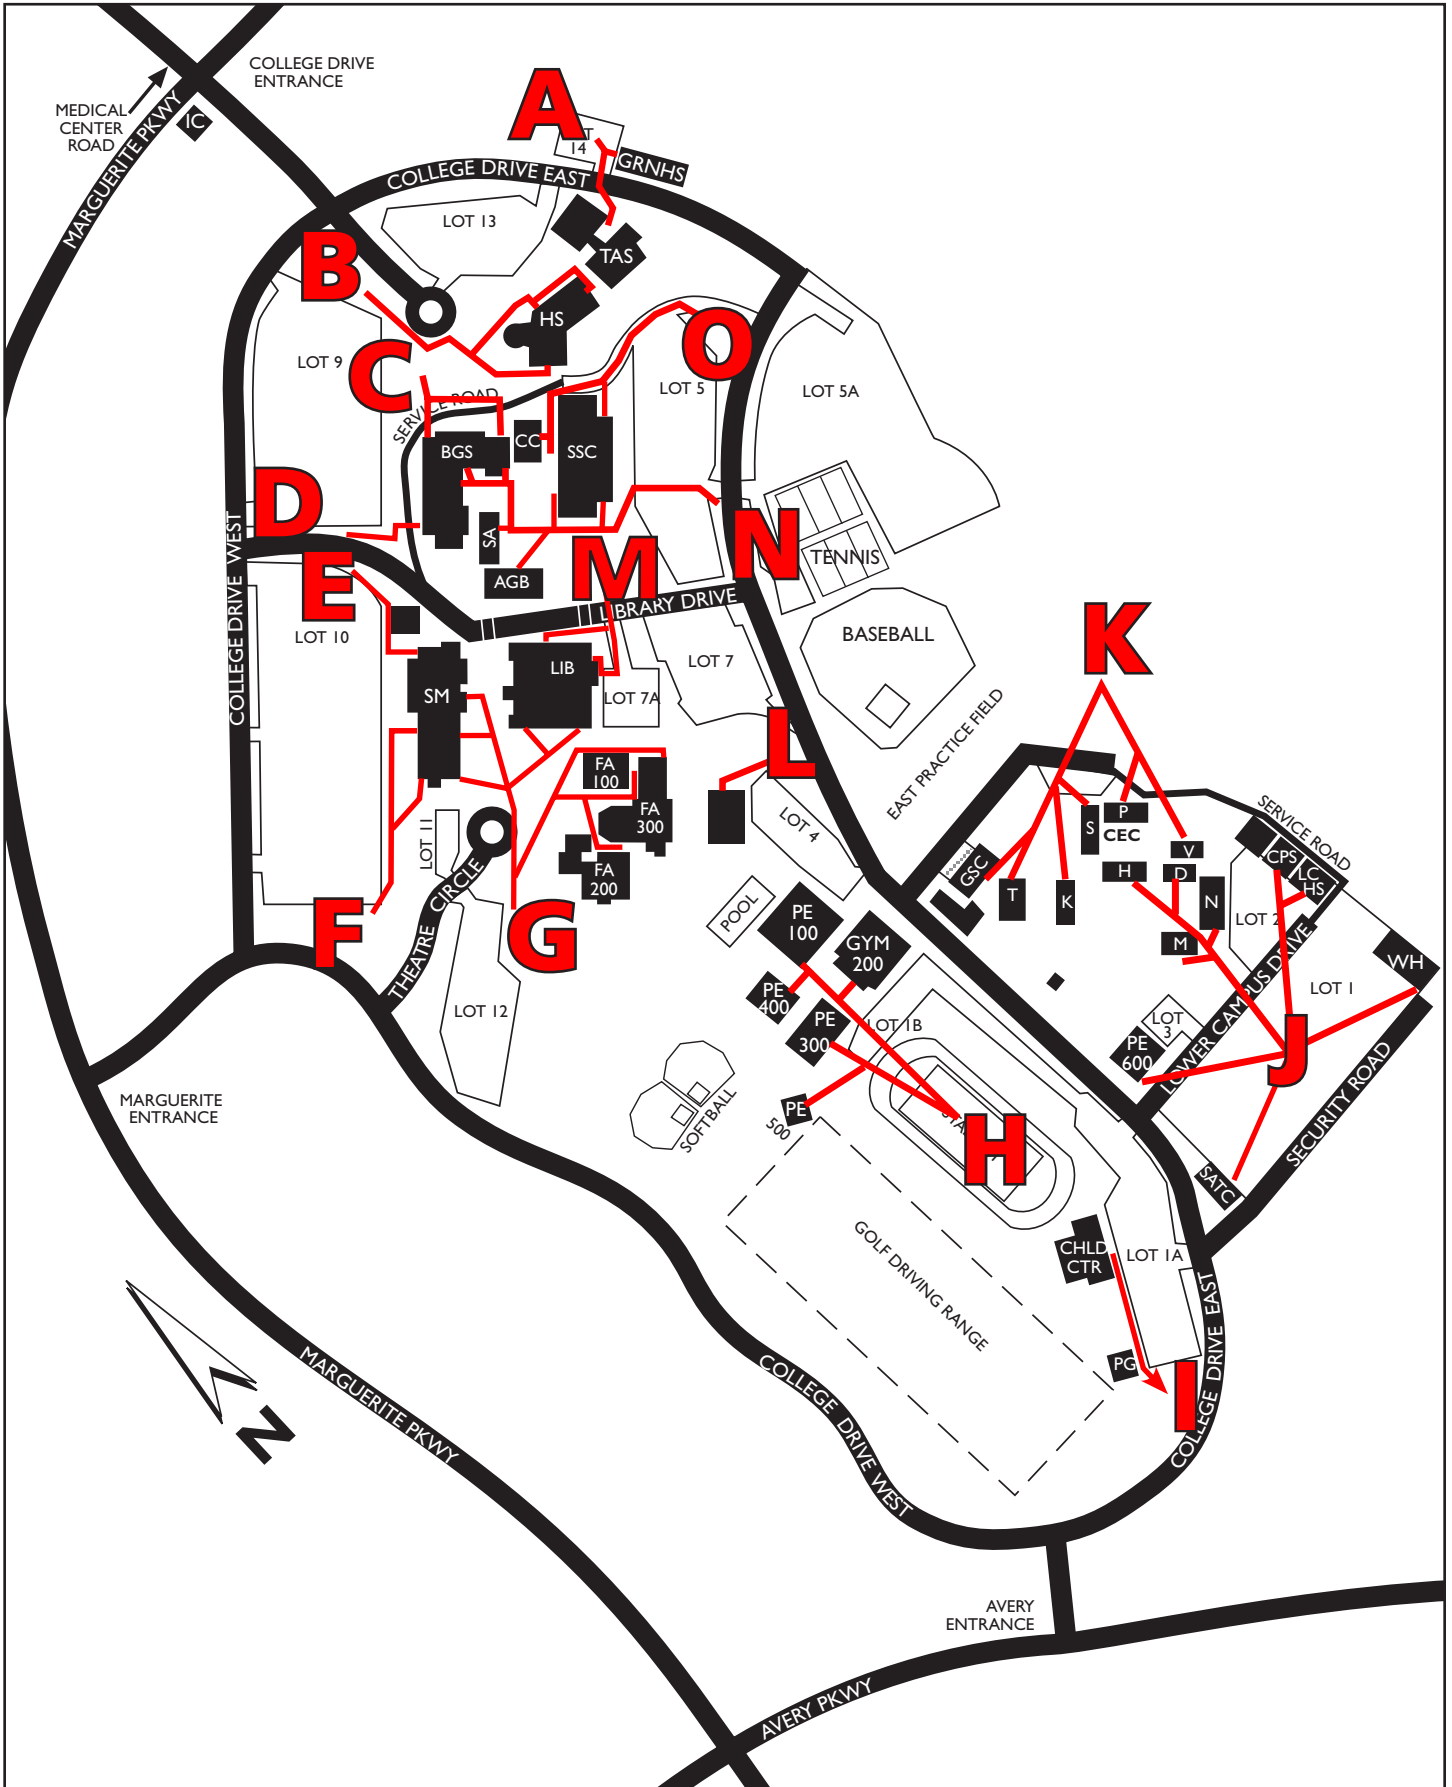 COLLEGE DRIVE
ENTRANCE
MEDICAL
CENTER
ROAD
MARGUERITE PKWY
IC
A
14
GRNHS
COLLEGE DRIVE EAST
LOT 13
TAS
B
HS
LOT 9
C
O
SERVICE ROAD
LOT 5
LOT 5A
BGS
CC
SSC
D
SA
N
TENNIS
AGB
M
E
COLLEGE DRIVE WEST
LIBRARY DRIVE
LOT 10
BASEBALL
K
SM
LIB
LOT 7
LOT 7A
L
EAST PRACTICE FIELD
FA
100
FA
300
FA
200
LOT 11
LOT 4
P
S
CEC
SERVICE ROAD
V
CPS
LC
HS
GSC
H
D
T
K
N
LOT 2
M
WH
F
G
THEATRE CIRCLE
POOL
PE
100
GYM
200
PE
400
PE
300
LOT 1B
LOT 12
LOT 1
LOT
3
PE
600
LOWER CAMPUS DRIVE
J
SECURITY ROAD
MARGUERITE
ENTRANCE
SOFTBALL
PE
500
H
SATC
GOLF DRIVING RANGE
CHLD
CTR
LOT 1A
PG
I
COLLEGE DRIVE EAST
N
MARGUERITE PKWY
COLLEGE DRIVE WEST
AVERY
ENTRANCE
AVERY PKWY